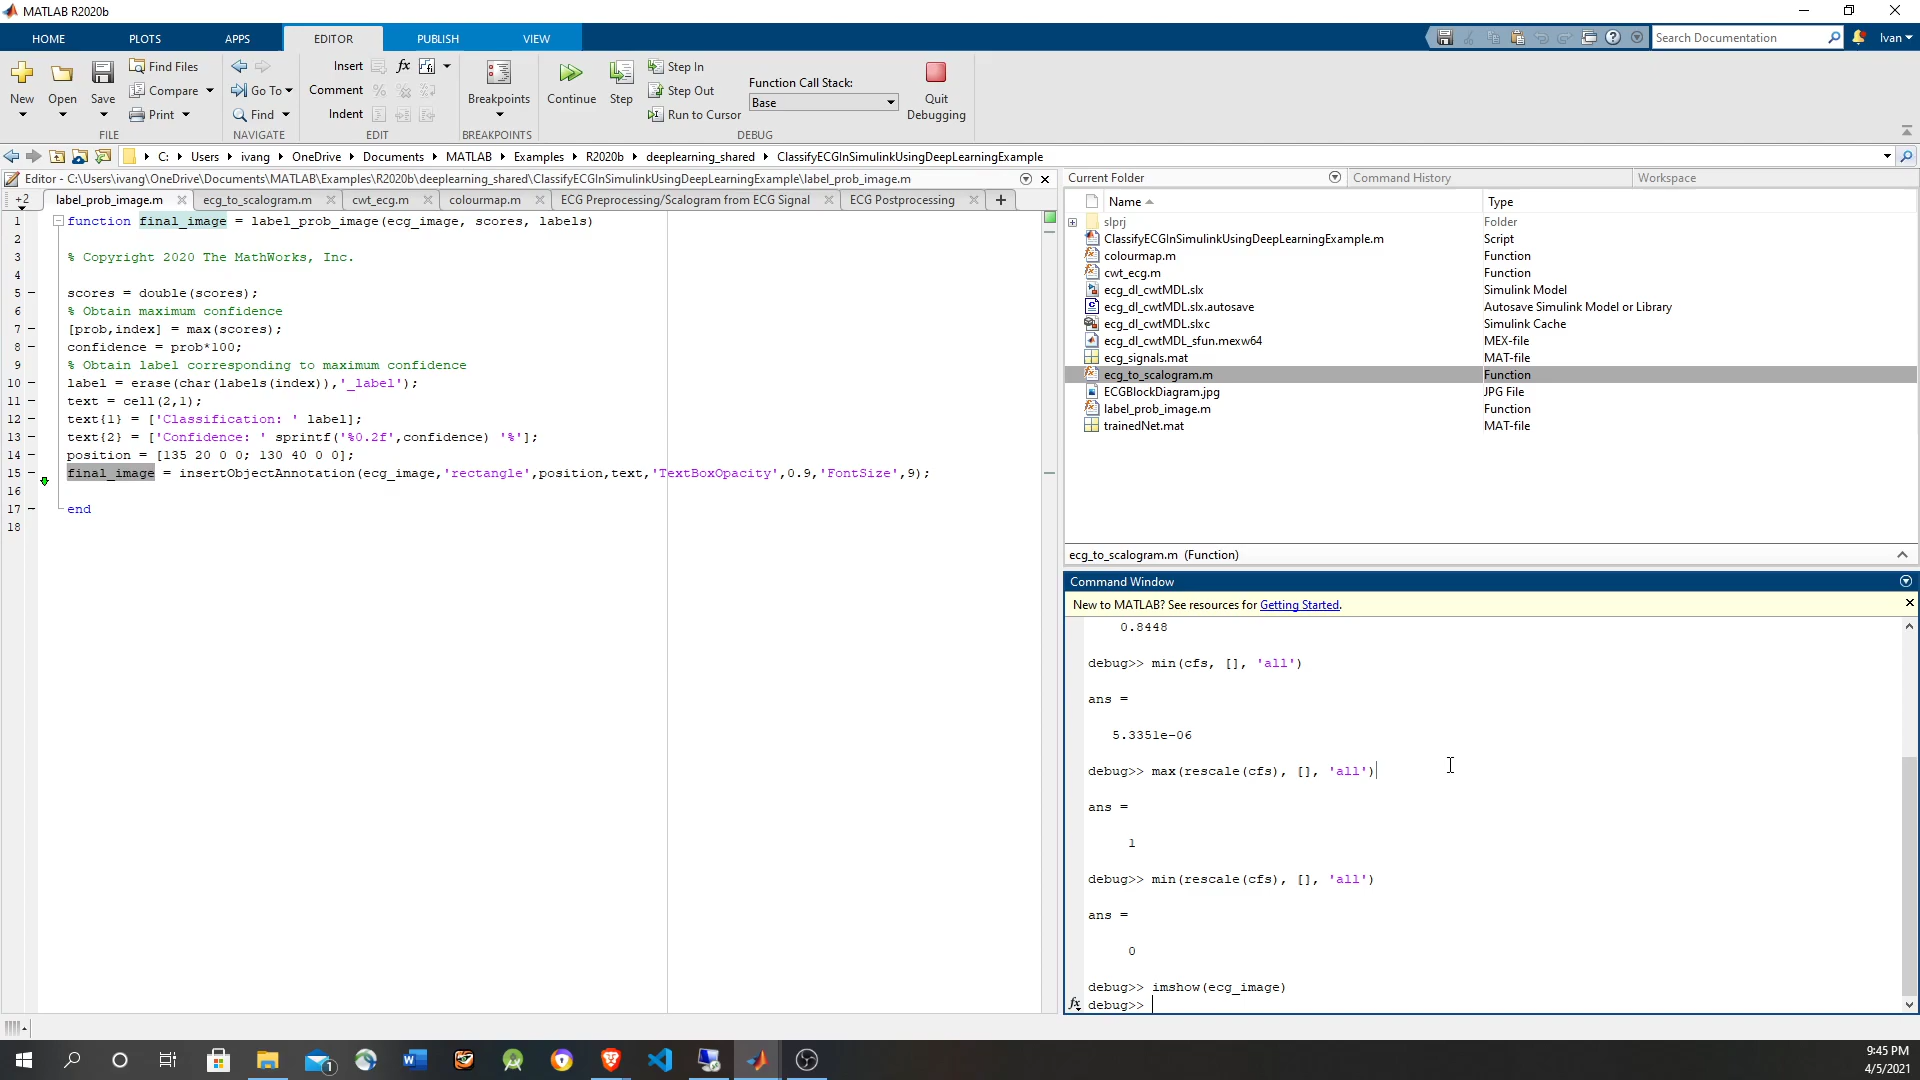 MATLAB R2020b
HOME PLOTS APPS EDITOR PUBLISH VIEW
Search Documentation
Ivan
New
Open
Save
Find Files
Compare
Print
FILE
Go To
Find
NAVIGATE
Insert fx
Comment
Indent
EDIT
Breakpoints
BREAKPOINTS
Continue
Step
Step In
Step Out
Run to Cursor
Function Call Stack:
Base
Quit
Debugging
DEBUG
C: Users ivang OneDrive Documents MATLAB Examples R2020b deeplearning_shared ClassifyECGInSimulinkUsingDeepLearningExample
Editor - C:\Users\ivang\OneDrive\Documents\MATLAB\Examples\R2020b\deeplearning_shared\ClassifyECGInSimulinkUsingDeepLearningExample\label_prob_image.m
+2 label_prob_image.m ecg_to_scalogram.m cwt_ecg.m colourmap.m ECG Preprocessing/Scalogram from ECG Signal ECG Postprocessing +
1 function final_image = label_prob_image(ecg_image, scores, labels)
2
3 % Copyright 2020 The MathWorks, Inc.
4
5 – scores = double(scores);
6 % Obtain maximum confidence
7 – [prob,index] = max(scores);
8 – confidence = prob*100;
9 % Obtain label corresponding to maximum confidence
10 – label = erase(char(labels(index)),'_label');
11 – text = cell(2,1);
12 – text{1} = ['Classification: ' label];
13 – text{2} = ['Confidence: ' sprintf('%0.2f',confidence) '%'];
14 – position = [135 20 0 0; 130 40 0 0];
15 – final_image = insertObjectAnnotation(ecg_image,'rectangle',position,text,'TextBoxOpacity',0.9,'FontSize',9);
16
17 – end
18
Current Folder Command History Workspace
Name Type
slprj Folder
ClassifyECGInSimulinkUsingDeepLearningExample.m Script
colourmap.m Function
cwt_ecg.m Function
ecg_dl_cwtMDL.slx Simulink Model
ecg_dl_cwtMDL.slx.autosave Autosave Simulink Model or Library
ecg_dl_cwtMDL.slxc Simulink Cache
ecg_dl_cwtMDL_sfun.mexw64 MEX-file
ecg_signals.mat MAT-file
ecg_to_scalogram.m Function
ECGBlockDiagram.jpg JPG File
label_prob_image.m Function
trainedNet.mat MAT-file
ecg_to_scalogram.m (Function)
Command Window
New to MATLAB? See resources for Getting Started.
0.8448
debug>> min(cfs, [], 'all')
ans =
5.3351e-06
debug>> max(rescale(cfs), [], 'all')
ans =
1
debug>> min(rescale(cfs), [], 'all')
ans =
0
debug>> imshow(ecg_image)
fx debug>>
1
9:45 PM
4/5/2021